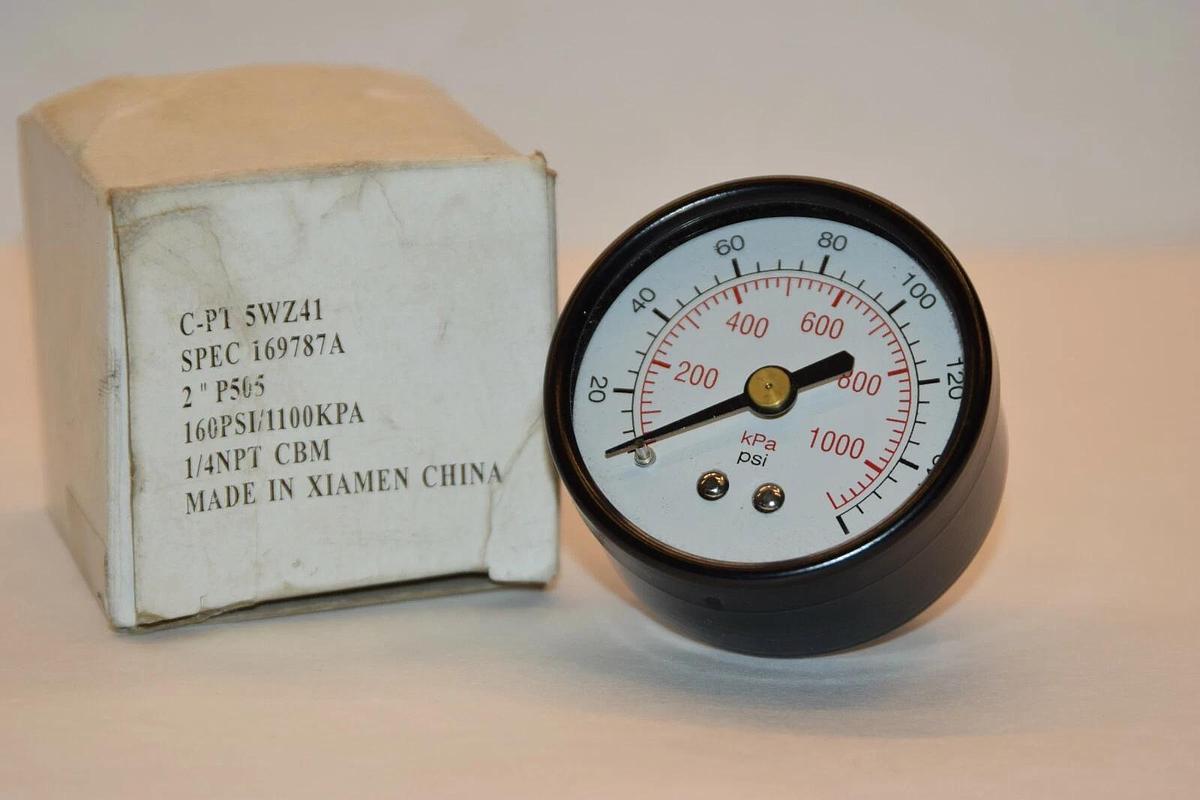 C-PT 5WZ41
SPEC 169787A
2" P505
160PSI/1100KPA
1/4NPT CBM
MADE IN XIAMEN CHINA
20
40
60
80
100
120
200
400
600
800
1000
kPa
psi